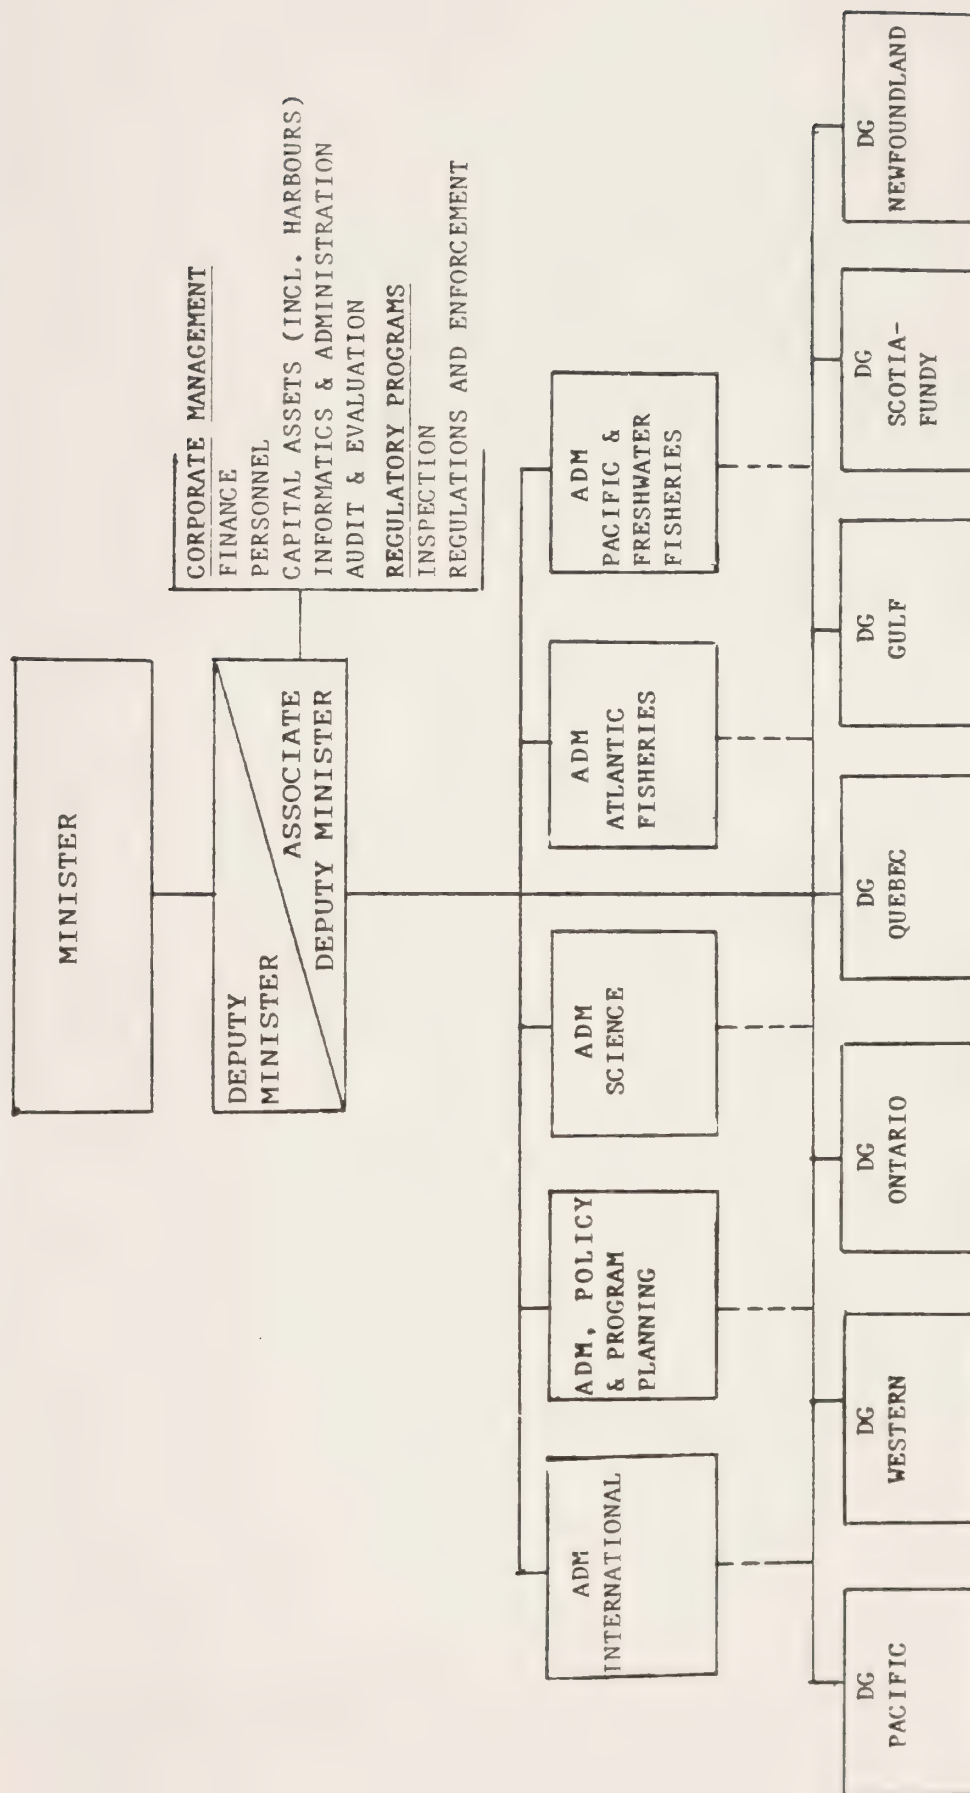 MINISTER
DEPUTY
MINISTER
ASSOCIATE
DEPUTY MINISTER
CORPORATE MANAGEMENT
FINANCE
PERSONNEL
CAPITAL ASSETS (INCL. HARBOURS)
INFORMATICS & ADMINISTRATION
AUDIT & EVALUATION
REGULATORY PROGRAMS
INSPECTION
REGULATIONS AND ENFORCEMENT
ADM
INTERNATIONAL
ADM, POLICY
& PROGRAM
PLANNING
ADM
SCIENCE
ADM
ATLANTIC
FISHERIES
ADM
PACIFIC &
FRESHWATER
FISHERIES
DG
PACIFIC
DG
WESTERN
DG
ONTARIO
DG
QUEBEC
DG
GULF
DG
SCOTIA-
FUNDY
DG
NEWFOUNDLAND